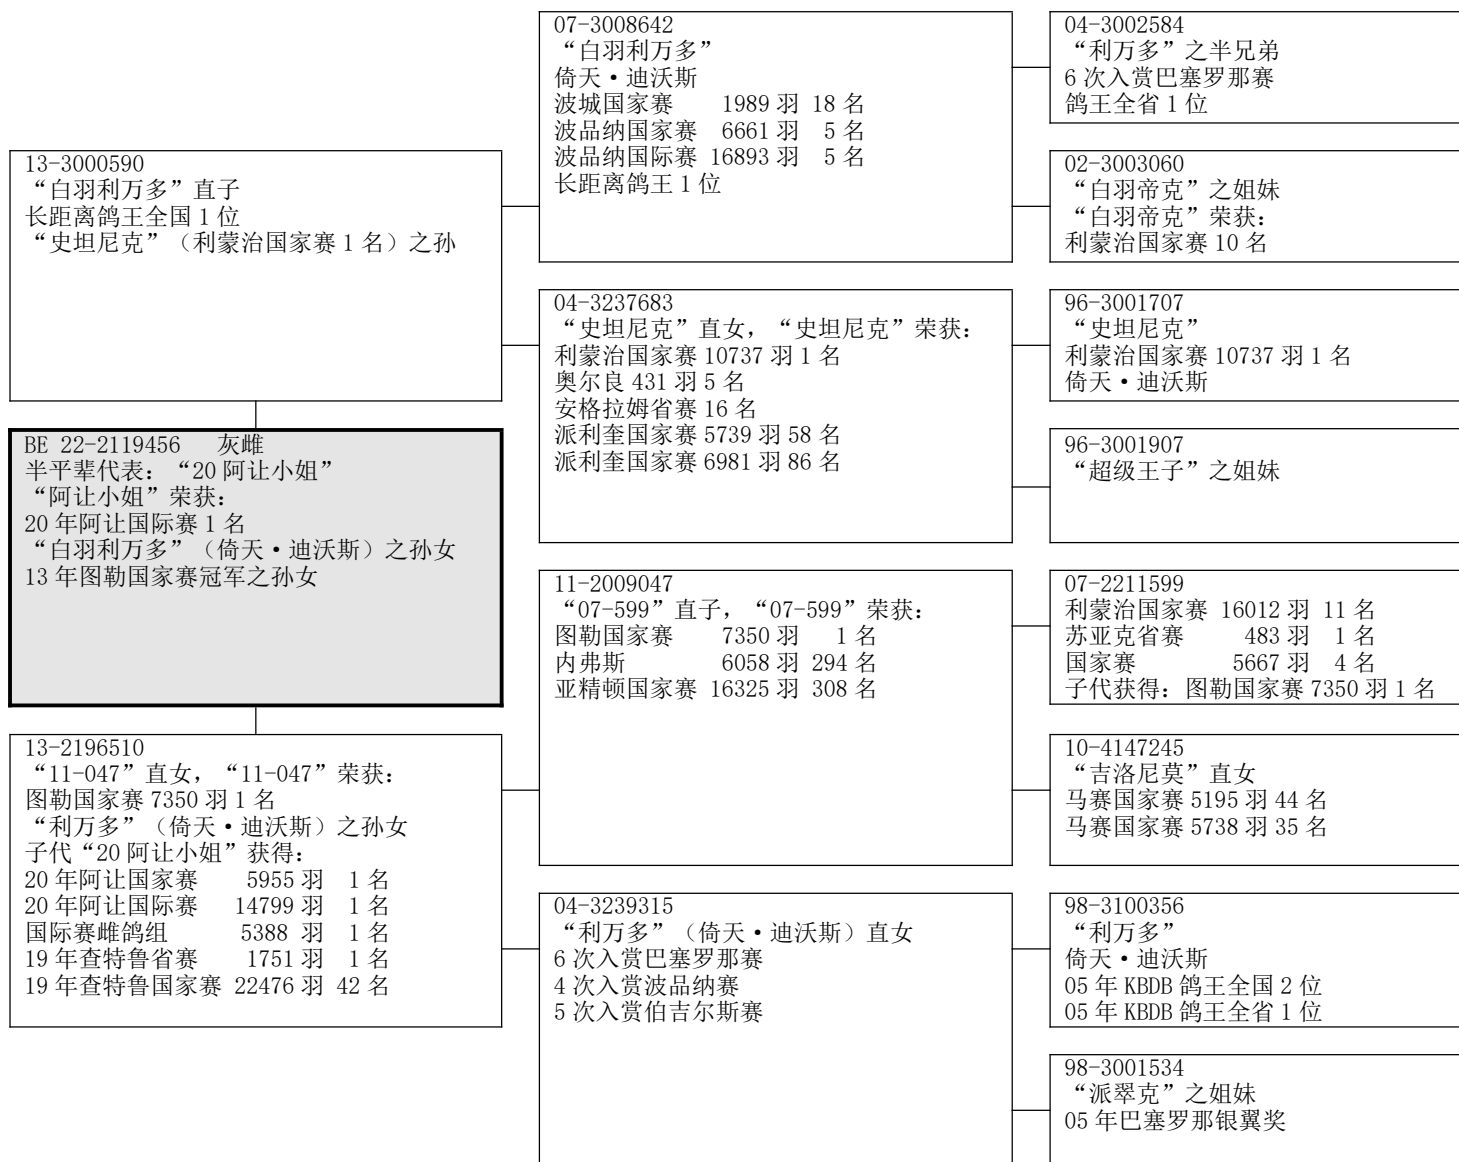 07-3008642
“白羽利万多”
倚天•迪沃斯
波城国家赛 1989 羽 18 名
波品纳国家赛 6661 羽 5 名
波品纳国际赛 16893 羽 5 名
长距离鸽王 1 位
04-3002584
“利万多”之半兄弟
6 次入赏巴塞罗那赛
鸽王全省 1 位
13-3000590
“白羽利万多”直子
长距离鸽王全国 1 位
“史坦尼克”（利蒙治国家赛 1 名）之孙
02-3003060
“白羽帝克”之姐妹
“白羽帝克”荣获：
利蒙治国家赛 10 名
04-3237683
“史坦尼克”直女，“史坦尼克”荣获：
利蒙治国家赛 10737 羽 1 名
奥尔良 431 羽 5 名
安格拉姆省赛 16 名
派利奎国家赛 5739 羽 58 名
派利奎国家赛 6981 羽 86 名
96-3001707
“史坦尼克”
利蒙治国家赛 10737 羽 1 名
倚天•迪沃斯
BE 22-2119456 灰雌
半平辈代表：“20 阿让小姐”
“阿让小姐”荣获：
20 年阿让国际赛 1 名
“白羽利万多”（倚天•迪沃斯）之孙女
13 年图勒国家赛冠军之孙女
96-3001907
“超级王子”之姐妹
11-2009047
“07-599”直子，“07-599”荣获：
图勒国家赛 7350 羽 1 名
内弗斯 6058 羽 294 名
亚精顿国家赛 16325 羽 308 名
07-2211599
利蒙治国家赛 16012 羽 11 名
苏亚克省赛 483 羽 1 名
国家赛 5667 羽 4 名
子代获得：图勒国家赛 7350 羽 1 名
13-2196510
“11-047”直女，“11-047”荣获：
图勒国家赛 7350 羽 1 名
“利万多”（倚天•迪沃斯）之孙女
子代“20 阿让小姐”获得：
20 年阿让国家赛 5955 羽 1 名
20 年阿让国际赛 14799 羽 1 名
国际赛雌鸽组 5388 羽 1 名
19 年查特鲁省赛 1751 羽 1 名
19 年查特鲁国家赛 22476 羽 42 名
10-4147245
“吉洛尼莫”直女
马赛国家赛 5195 羽 44 名
马赛国家赛 5738 羽 35 名
04-3239315
“利万多”（倚天•迪沃斯）直女
6 次入赏巴塞罗那赛
4 次入赏波品纳赛
5 次入赏伯吉尔斯赛
98-3100356
“利万多”
倚天•迪沃斯
05 年 KBDB 鸽王全国 2 位
05 年 KBDB 鸽王全省 1 位
98-3001534
“派翠克”之姐妹
05 年巴塞罗那银翼奖